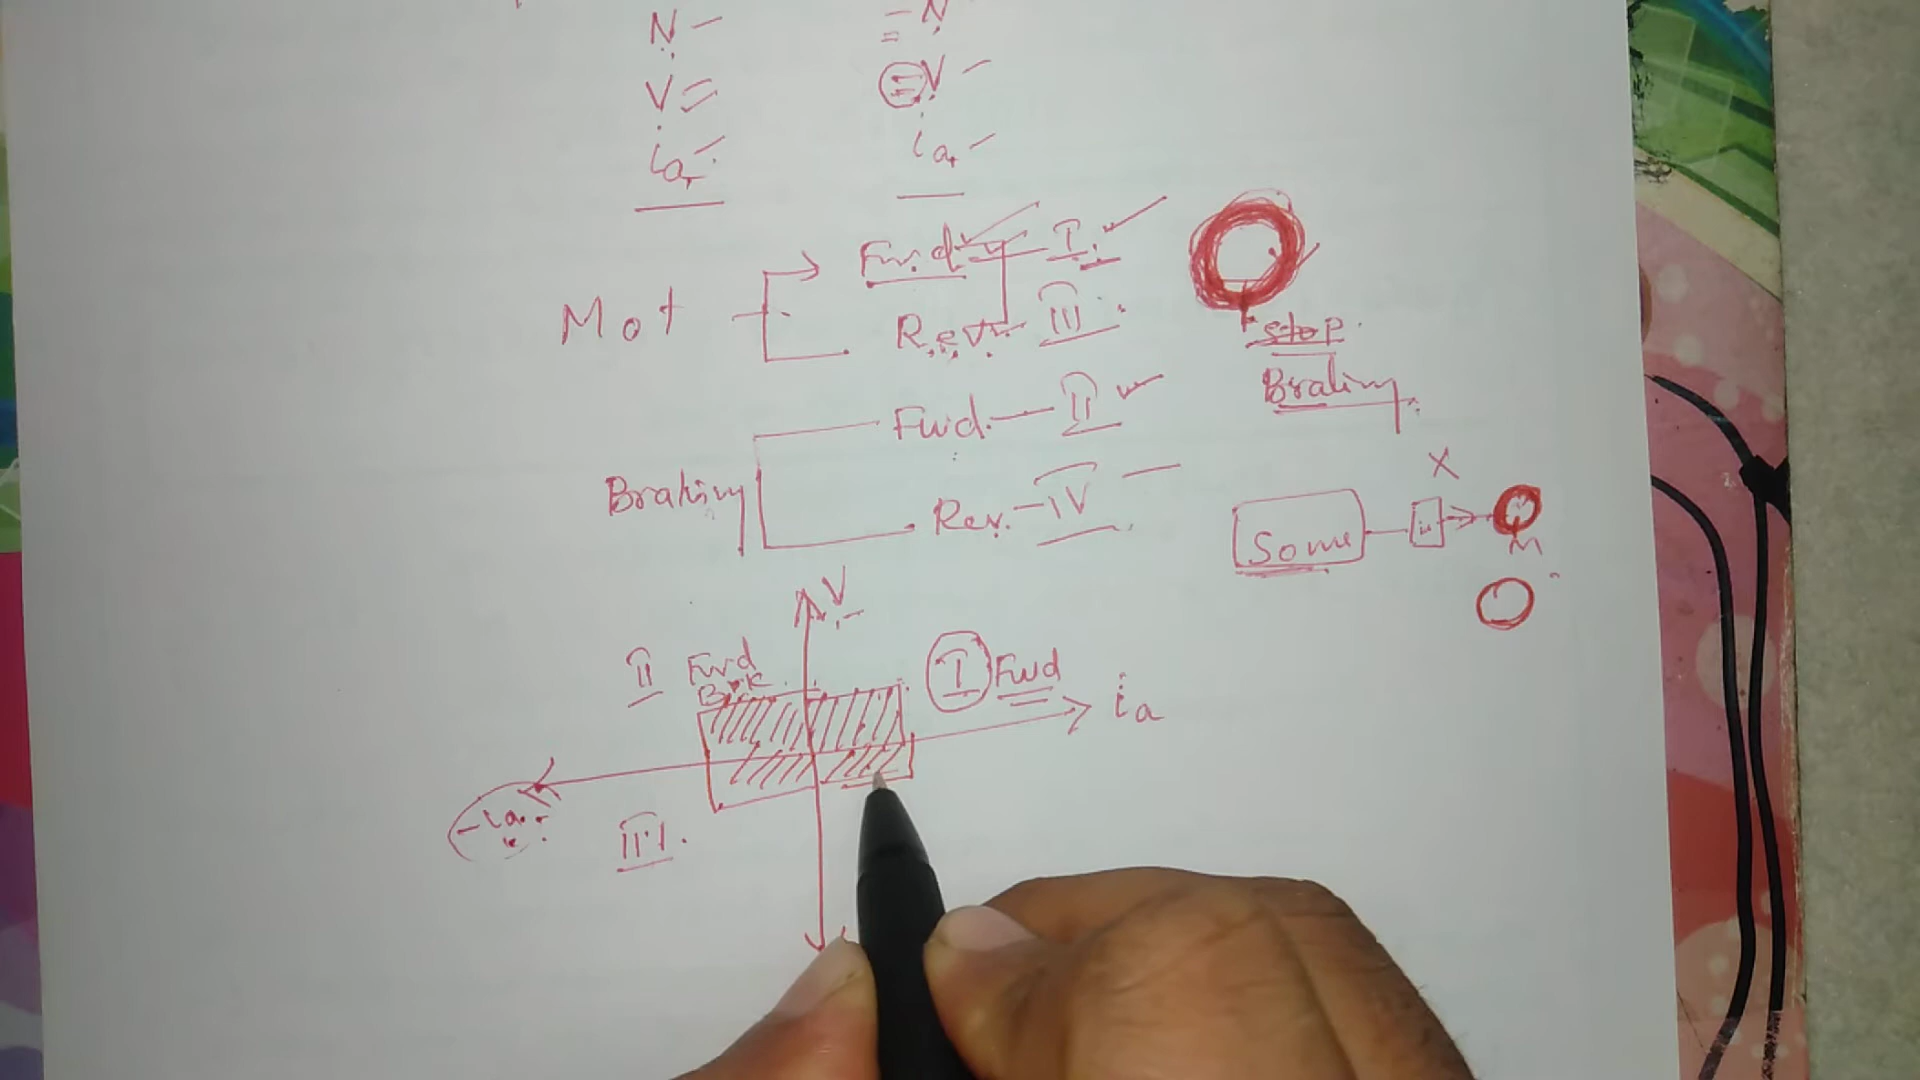 N - = N
V = = V -
ia - ia -
Fwd - I.
Mot
Rev - III
stop.
Braking
Fwd. - II
Braking
Rev. - IV
X
Some
M
V
II Fwd
Brk.
I Fwd
ia
-ia
III.